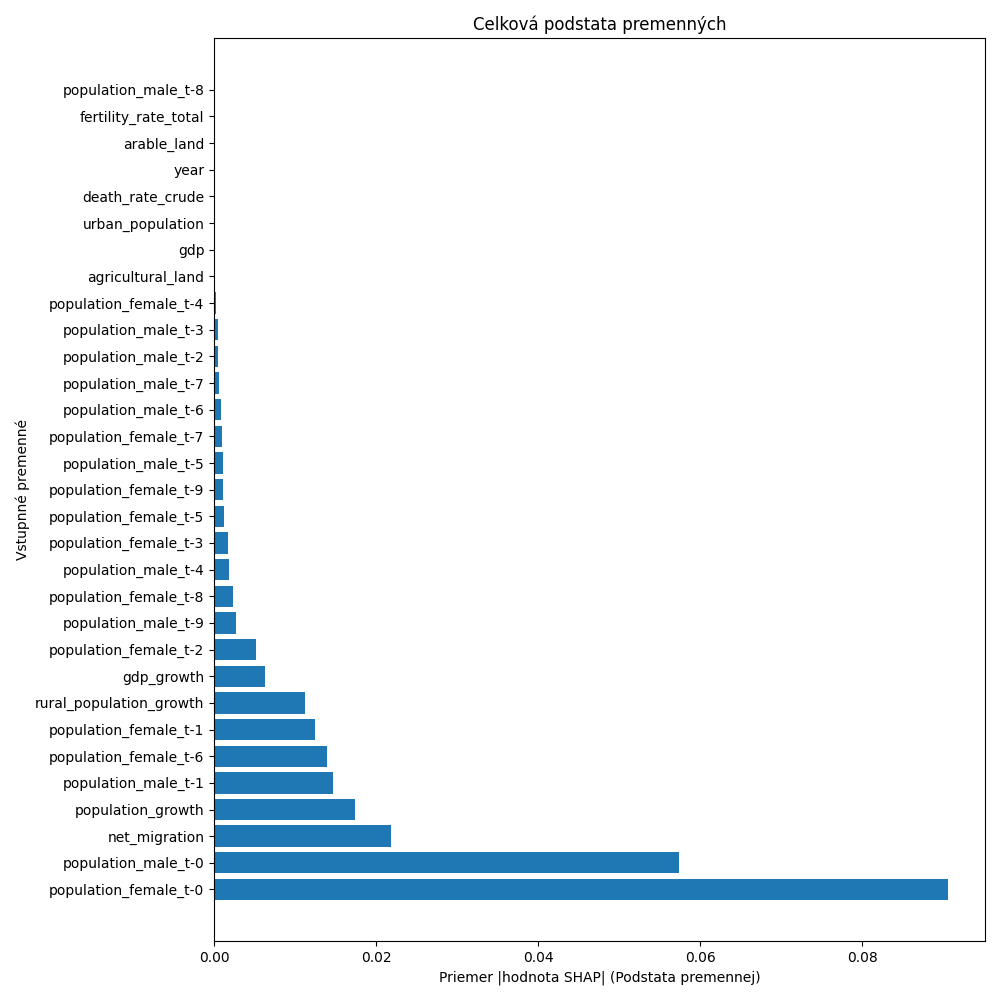 Celková podstata premenných
population_male_t-8
fertility_rate_total
arable_land
year
death_rate_crude
urban_population
gdp
agricultural_land
population_female_t-4
population_male_t-3
population_male_t-2
population_male_t-7
population_male_t-6
population_female_t-7
population_male_t-5
population_female_t-9
population_female_t-5
population_female_t-3
population_male_t-4
population_female_t-8
population_male_t-9
population_female_t-2
gdp_growth
rural_population_growth
population_female_t-1
population_female_t-6
population_male_t-1
population_growth
net_migration
population_male_t-0
population_female_t-0
Vstupnné premenné
0.00 0.02 0.04 0.06 0.08
Priemer |hodnota SHAP| (Podstata premennej)